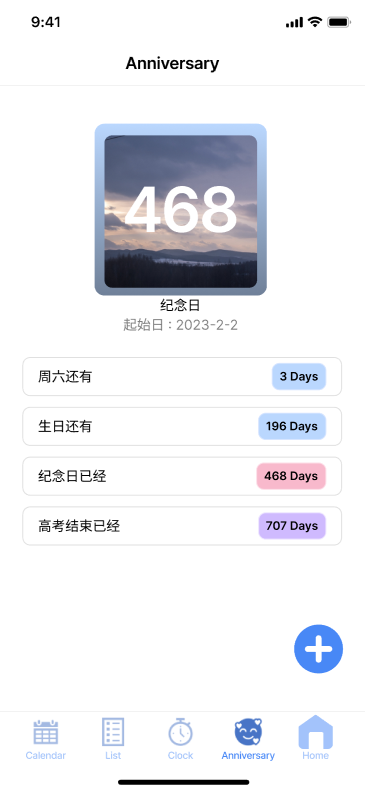 9:41
Anniversary
468
纪念日
起始日：2023-2-2
周六还有
3 Days
生日还有
196 Days
纪念日已经
468 Days
高考结束已经
707 Days
Calendar
List
Clock
Anniversary
Home